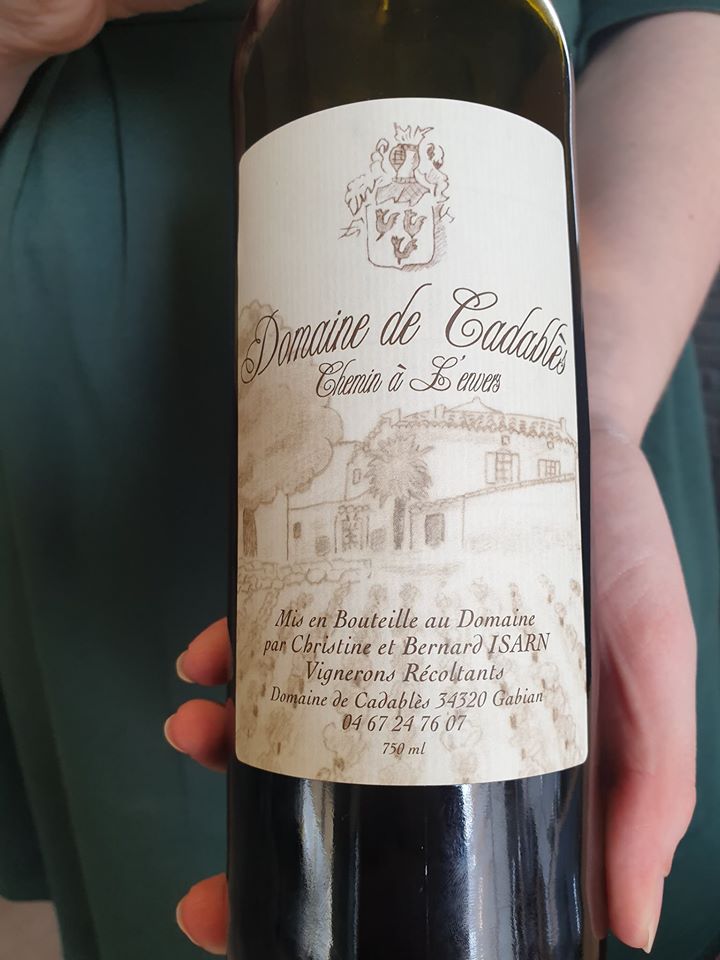 Domaine de Cadablès
Chemin à L'envers
Mis en Bouteille au Domaine
par Christine et Bernard ISARN
Vignerons Récoltants
Domaine de Cadablès 34320 Gabian
04 67 24 76 07
750 ml